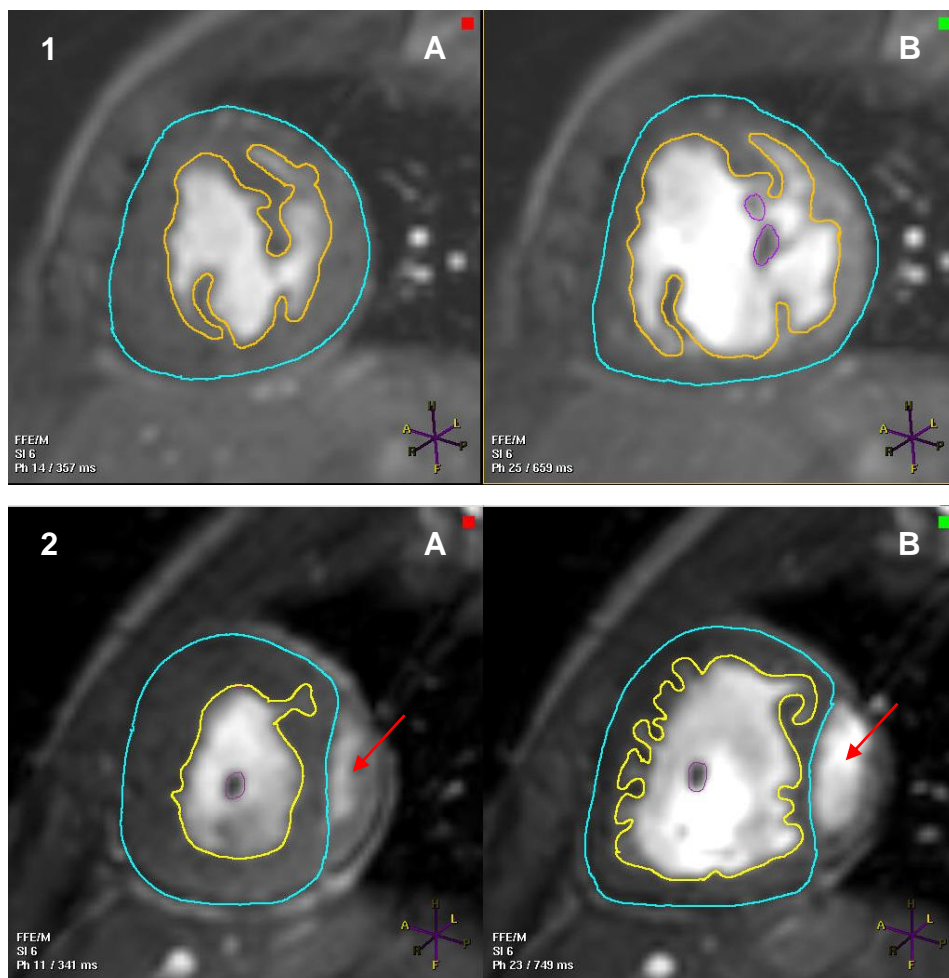 1
A
B
H
A
L
R
P
F
FFE/M
SI 6
Ph 14 / 357 ms
H
A
L
R
P
F
FFE/M
SI 6
Ph 25 / 659 ms
2
A
B
H
A
L
R
P
F
FFE/M
SI 6
Ph 11 / 341 ms
H
A
L
R
P
F
FFE/M
SI 6
Ph 23 / 749 ms